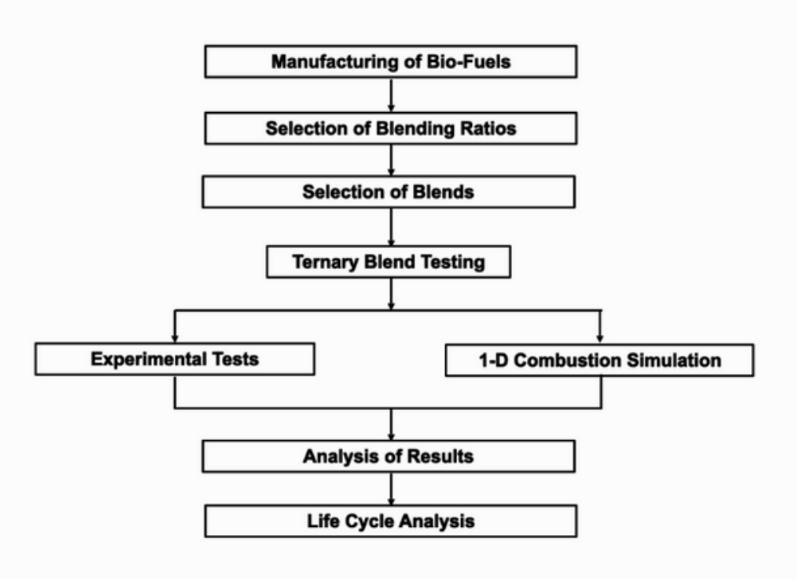 Manufacturing of Bio-Fuels
Selection of Blending Ratios
Selection of Blends
Ternary Blend Testing
Experimental Tests
1-D Combustion Simulation
Analysis of Results
Life Cycle Analysis